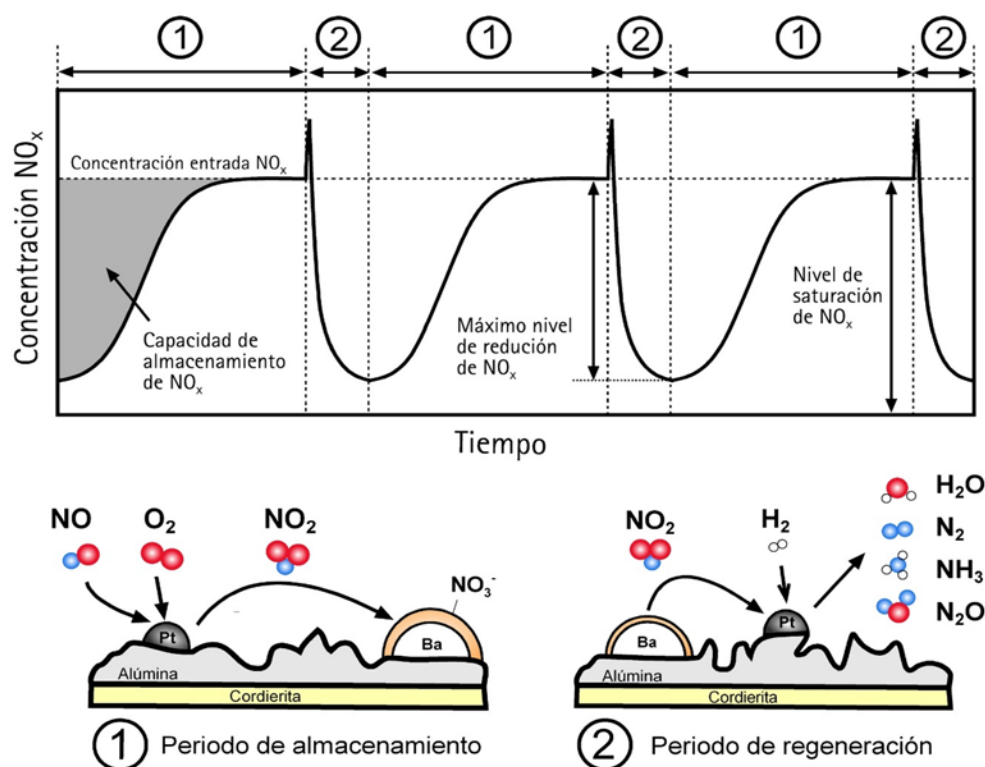 1 2 1 2 1 2
Concentración NOₓ
Concentración entrada NOₓ
Capacidad de
almacenamiento
de NOₓ
Máximo nivel
de redución
de NOₓ
Nivel de
saturación
de NOₓ
Tiempo
NO O₂ NO₂
NO₃⁻
Pt
Ba
Alúmina
Cordierita
1 Periodo de almacenamiento
NO₂ H₂
H₂O
N₂
NH₃
N₂O
Pt
Ba
Alúmina
Cordierita
2 Periodo de regeneración